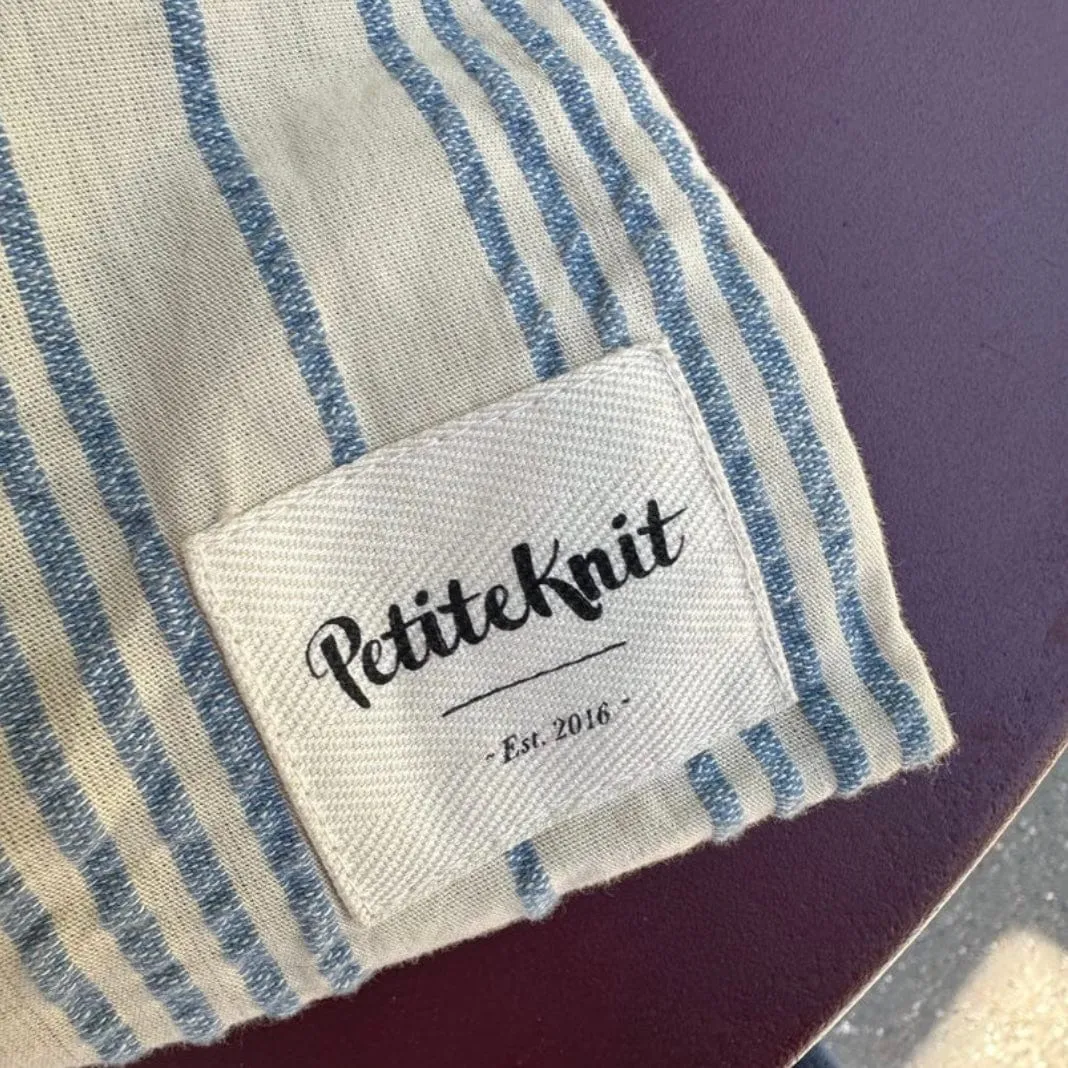 PetiteKnit
~ Est. 2016 ~